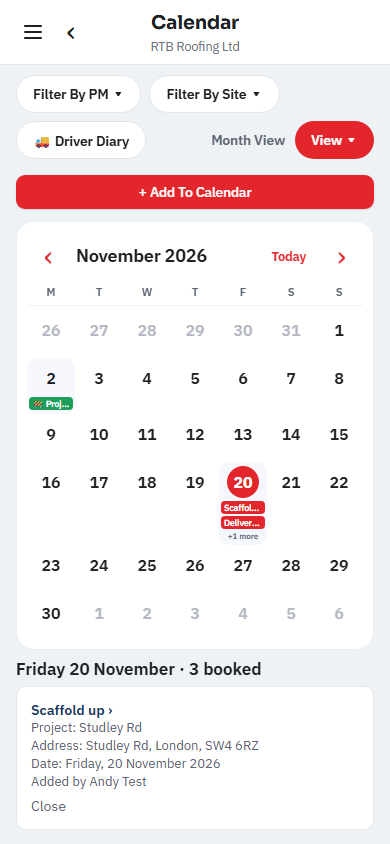 Calendar
RTB Roofing Ltd
Filter By PM
Filter By Site
Driver Diary
Month View
View
+ Add To Calendar
November 2026
Today
M T W T F S S
26 27 28 29 30 31 1
2 3 4 5 6 7 8
Proj...
9 10 11 12 13 14 15
16 17 18 19 20 21 22
Scaffol...
Deliver...
+1 more
23 24 25 26 27 28 29
30 1 2 3 4 5 6
Friday 20 November · 3 booked
Scaffold up ›
Project: Studley Rd
Address: Studley Rd, London, SW4 6RZ
Date: Friday, 20 November 2026
Added by Andy Test
Close